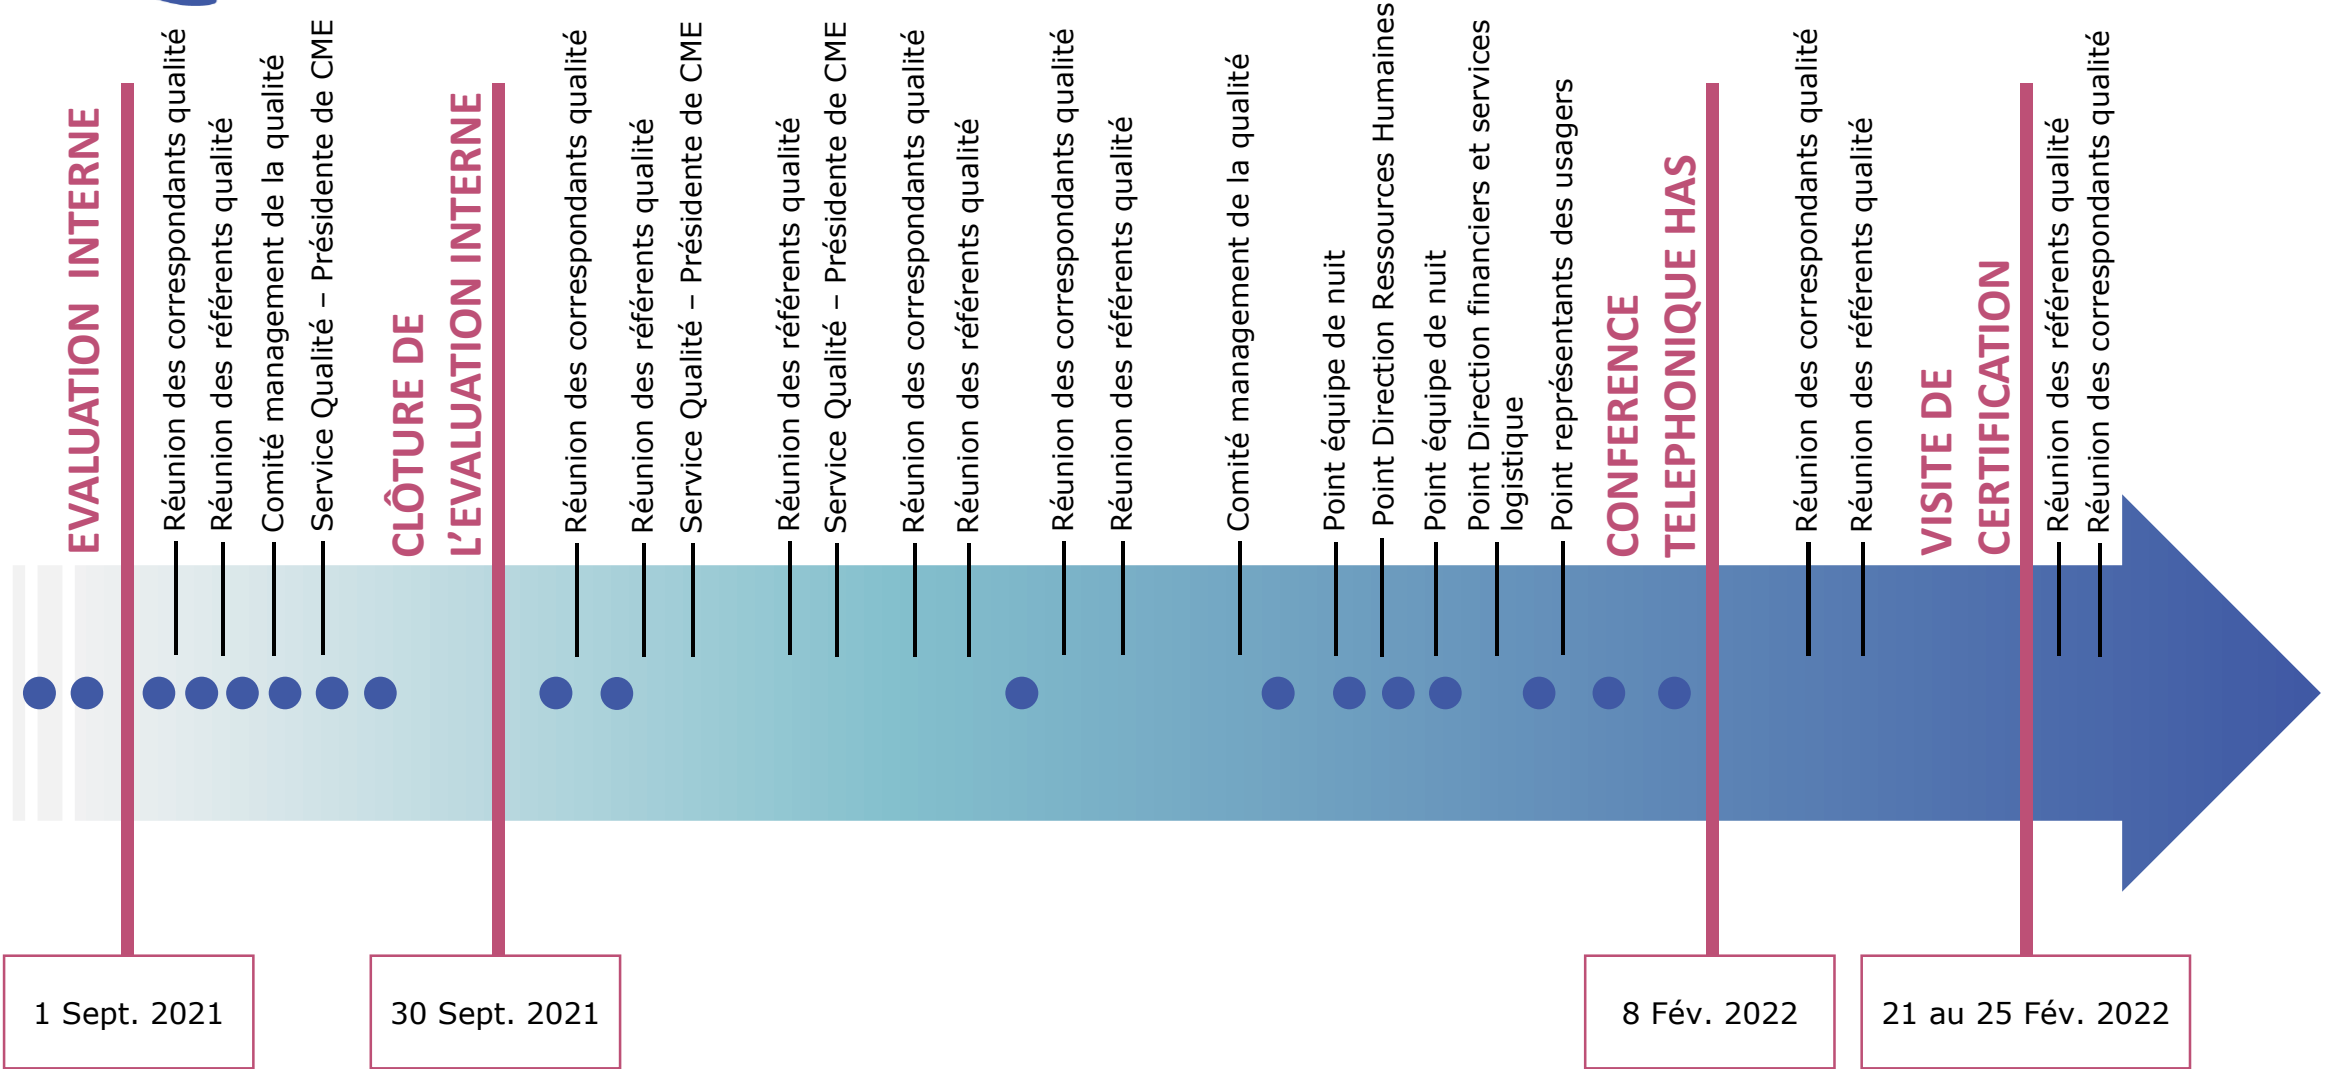 EVALUATION INTERNE
Réunion des correspondants qualité
Réunion des référents qualité
Comité management de la qualité
Service Qualité – Présidente de CME
CLÔTURE DE
L’EVALUATION INTERNE
Réunion des correspondants qualité
Réunion des référents qualité
Service Qualité – Présidente de CME
Réunion des référents qualité
Service Qualité – Présidente de CME
Réunion des correspondants qualité
Réunion des référents qualité
Réunion des correspondants qualité
Réunion des référents qualité
Comité management de la qualité
Point équipe de nuit
Point Direction Ressources Humaines
Point équipe de nuit
Point Direction financiers et services
logistique
Point représentants des usagers
CONFERENCE
TELEPHONIQUE HAS
Réunion des correspondants qualité
Réunion des référents qualité
VISITE DE
CERTIFICATION
Réunion des référents qualité
Réunion des correspondants qualité
1 Sept. 2021
30 Sept. 2021
8 Fév. 2022
21 au 25 Fév. 2022